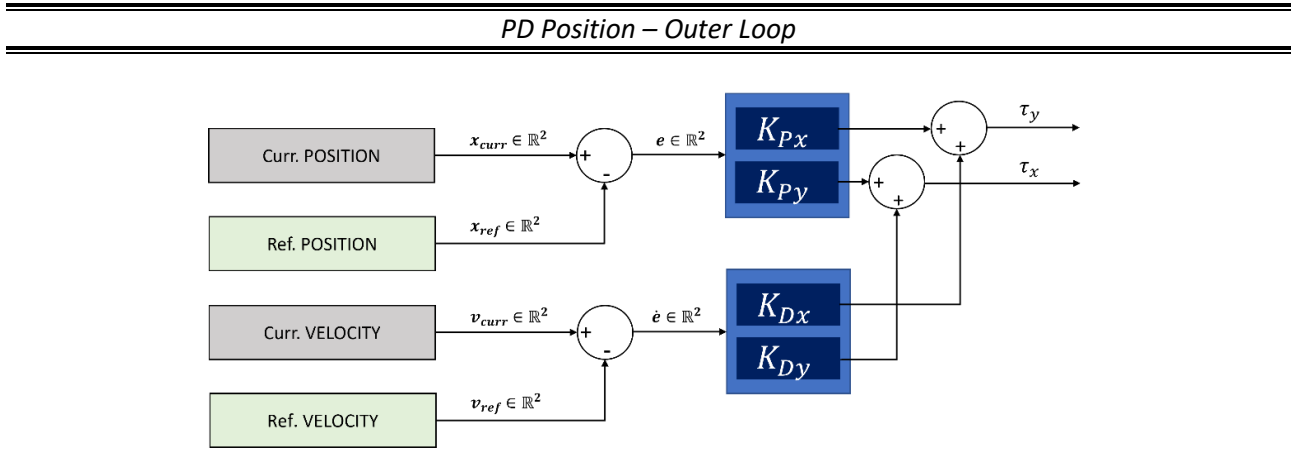 PD Position – Outer Loop
Curr. POSITION
x_curr ∈ ℝ²
+
-
e ∈ ℝ²
K_Px
K_Py
+
+
τ_y
+
+
τ_x
Ref. POSITION
x_ref ∈ ℝ²
Curr. VELOCITY
v_curr ∈ ℝ²
+
-
ė ∈ ℝ²
K_Dx
K_Dy
Ref. VELOCITY
v_ref ∈ ℝ²